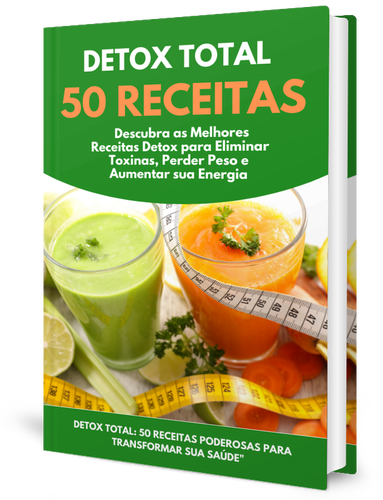 DETOX TOTAL
50 RECEITAS
Descubra as Melhores
Receitas Detox para Eliminar
Toxinas, Perder Peso e
Aumentar sua Energia
DETOX TOTAL: 50 RECEITAS PODEROSAS PARA
TRANSFORMAR SUA SAÚDE"